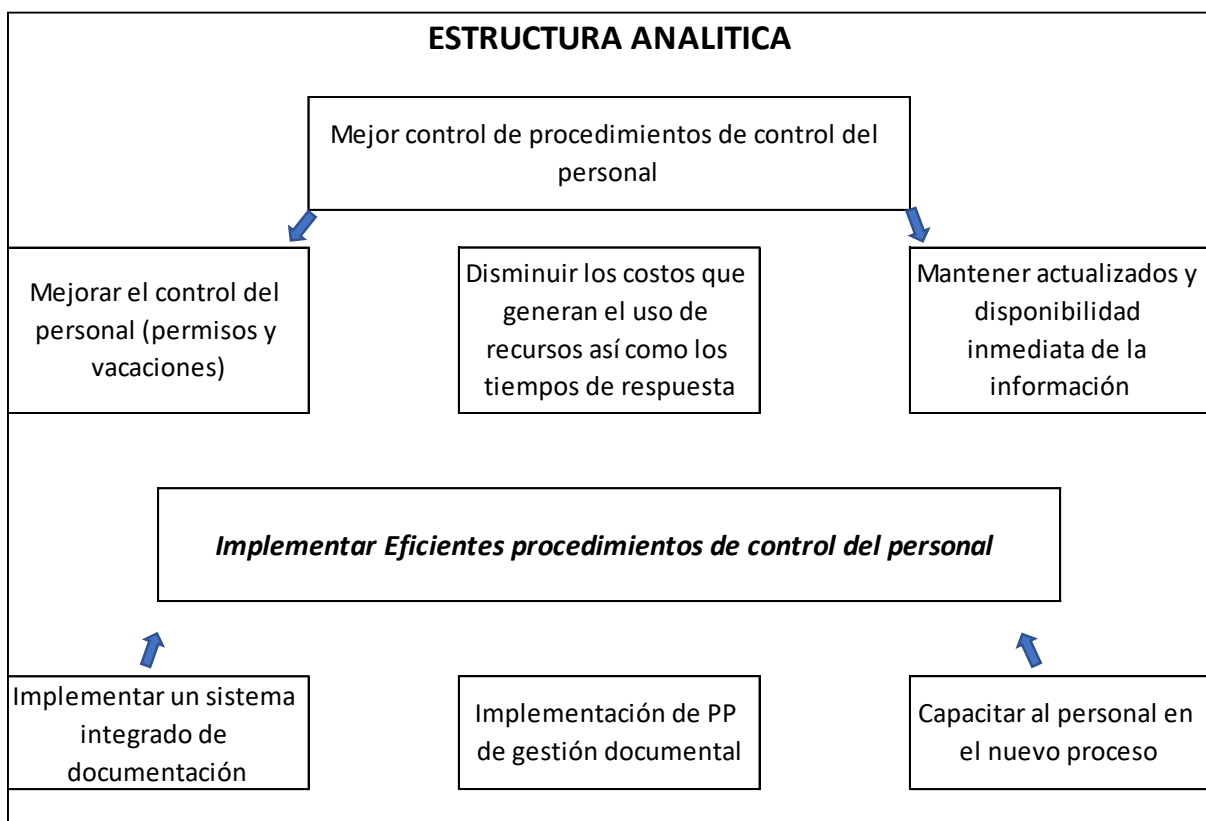 ESTRUCTURA ANALITICA
Mejor control de procedimientos de control del
personal
Mejorar el control del
personal (permisos y
vacaciones)
Disminuir los costos que
generan el uso de
recursos así como los
tiempos de respuesta
Mantener actualizados y
disponibilidad
inmediata de la
información
Implementar Eficientes procedimientos de control del personal
Implementar un sistema
integrado de
documentación
Implementación de PP
de gestión documental
Capacitar al personal en
el nuevo proceso